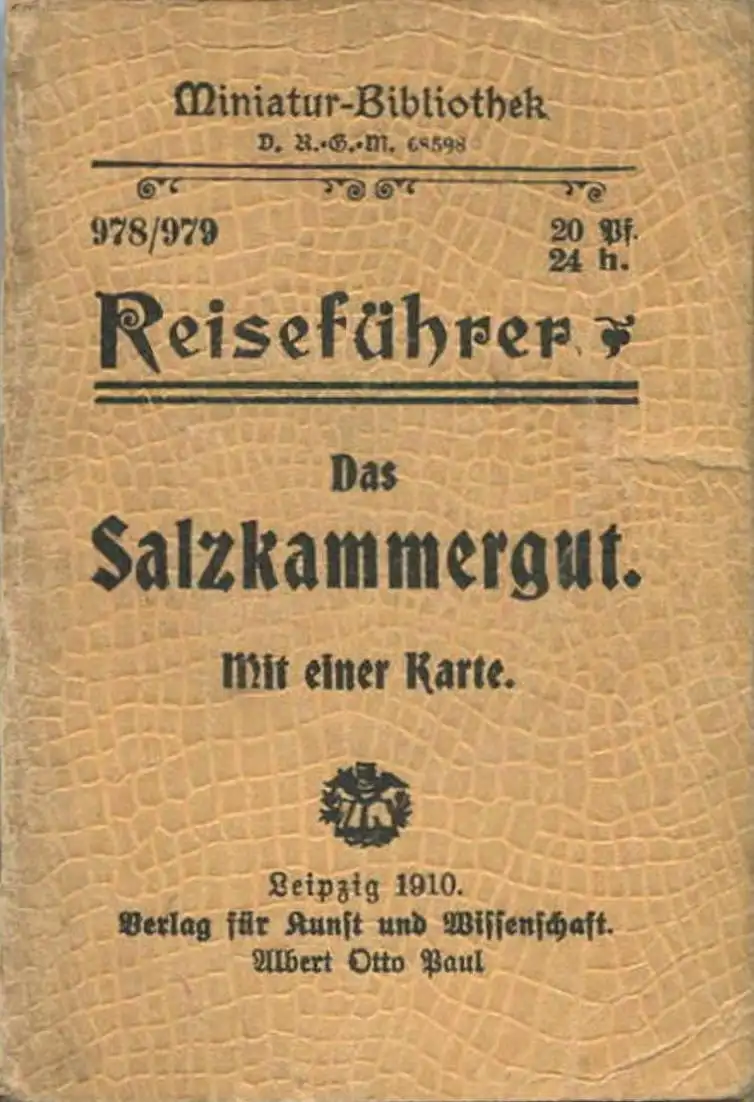 Miniatur-Bibliothek
D. R.-G.-M. 68598
978/979
20 Pf.
24 h.
Reiseführer
Das
Salzkammergut.
Mit einer Karte.
Leipzig 1910.
Verlag für Kunst und Wissenschaft.
Albert Otto Paul